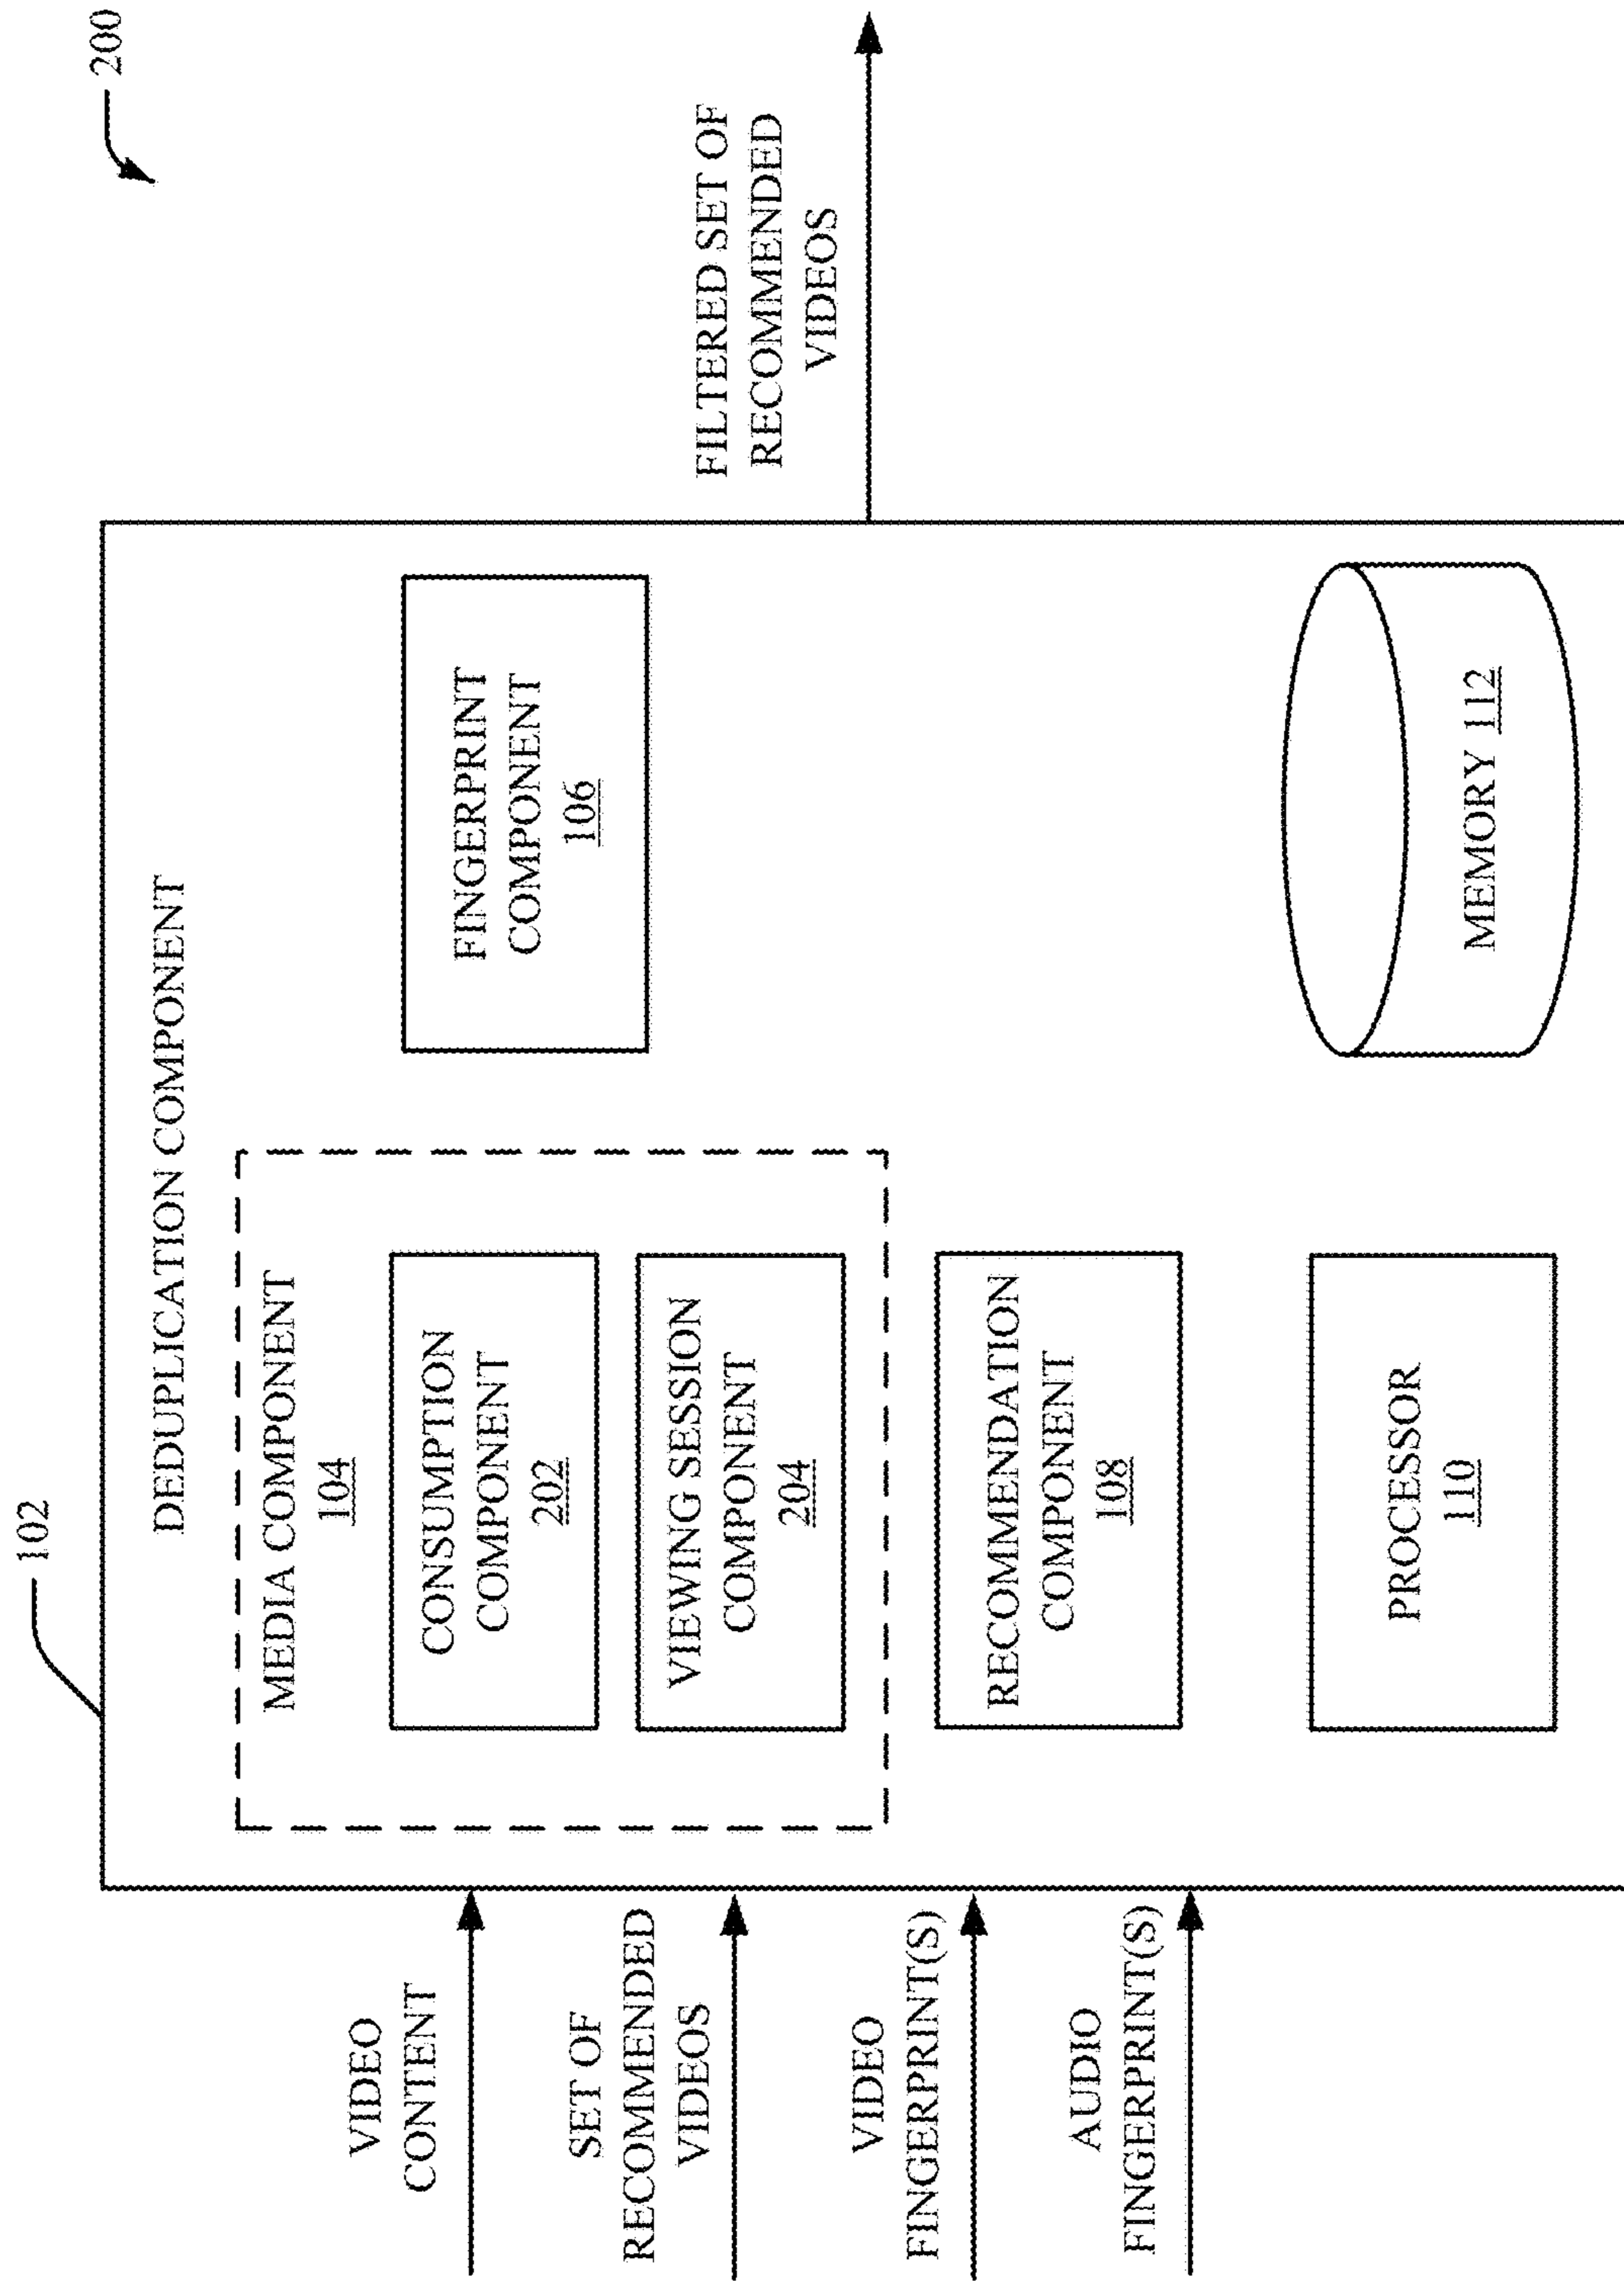 200
102
DEDUPLICATION COMPONENT
MEDIA COMPONENT
104
CONSUMPTION
COMPONENT
202
VIEWING SESSION
COMPONENT
204
FINGERPRINT
COMPONENT
106
RECOMMENDATION
COMPONENT
108
PROCESSOR
110
MEMORY 112
VIDEO
CONTENT
SET OF
RECOMMENDED
VIDEOS
VIDEO
FINGERPRINT(S)
AUDIO
FINGERPRINT(S)
FILTERED SET OF
RECOMMENDED
VIDEOS